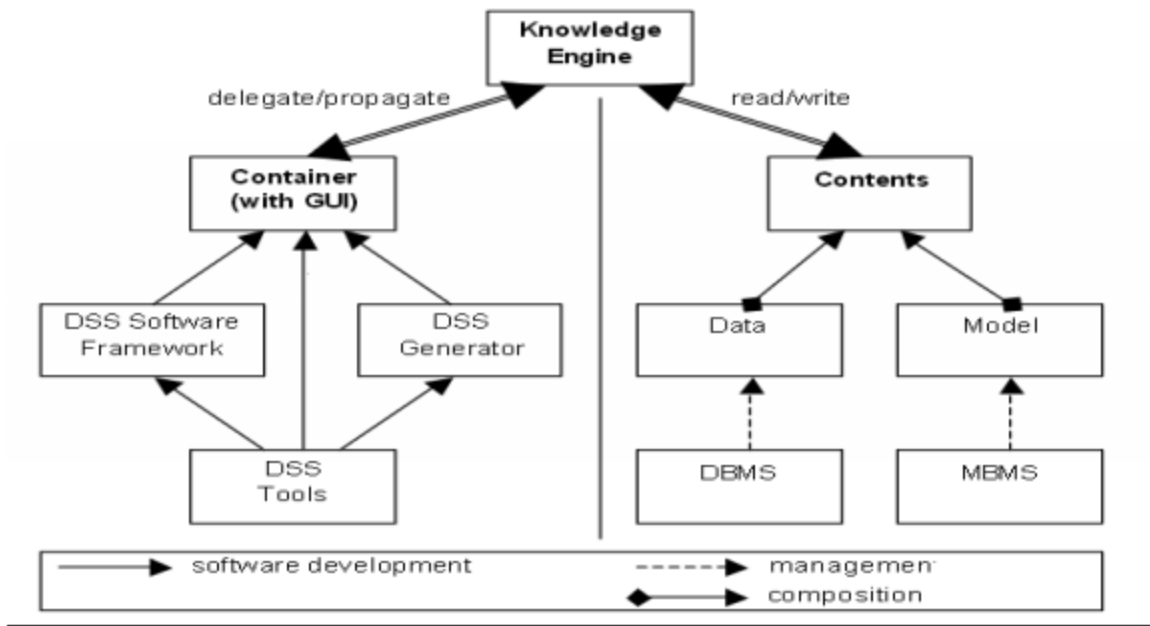 Knowledge
Engine
delegate/propagate
read/write
Container
(with GUI)
Contents
DSS Software
Framework
DSS
Generator
Data
Model
DSS
Tools
DBMS
MBMS
software development
managemen
composition